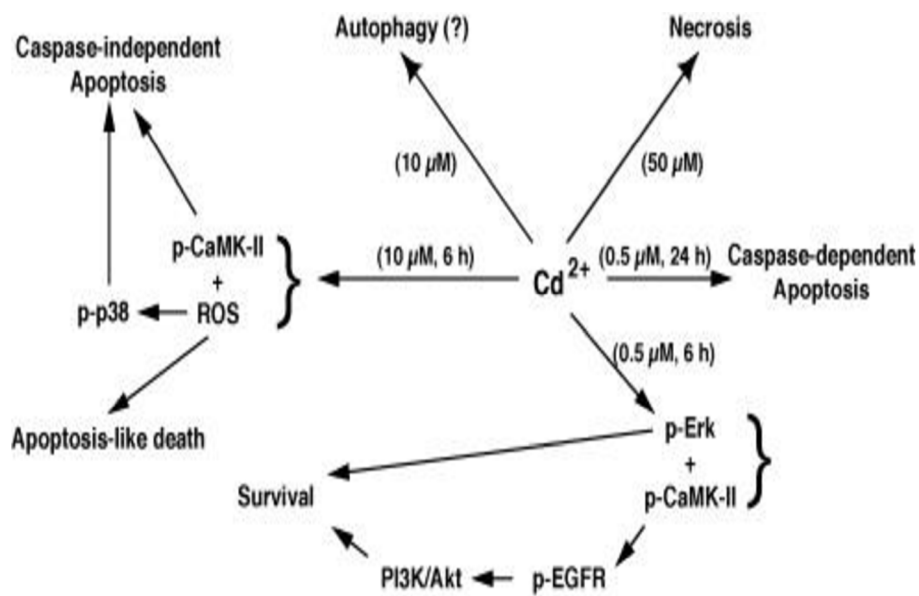 Autophagy (?)
Necrosis
Caspase-independent
Apoptosis
(10 µM)
(50 µM)
p-CaMK-II
+
ROS
p-p38
(10 µM, 6 h)
Cd2+
(0.5 µM, 24 h)
Caspase-dependent
Apoptosis
(0.5 µM, 6 h)
Apoptosis-like death
p-Erk
+
p-CaMK-II
Survival
PI3K/Akt
p-EGFR